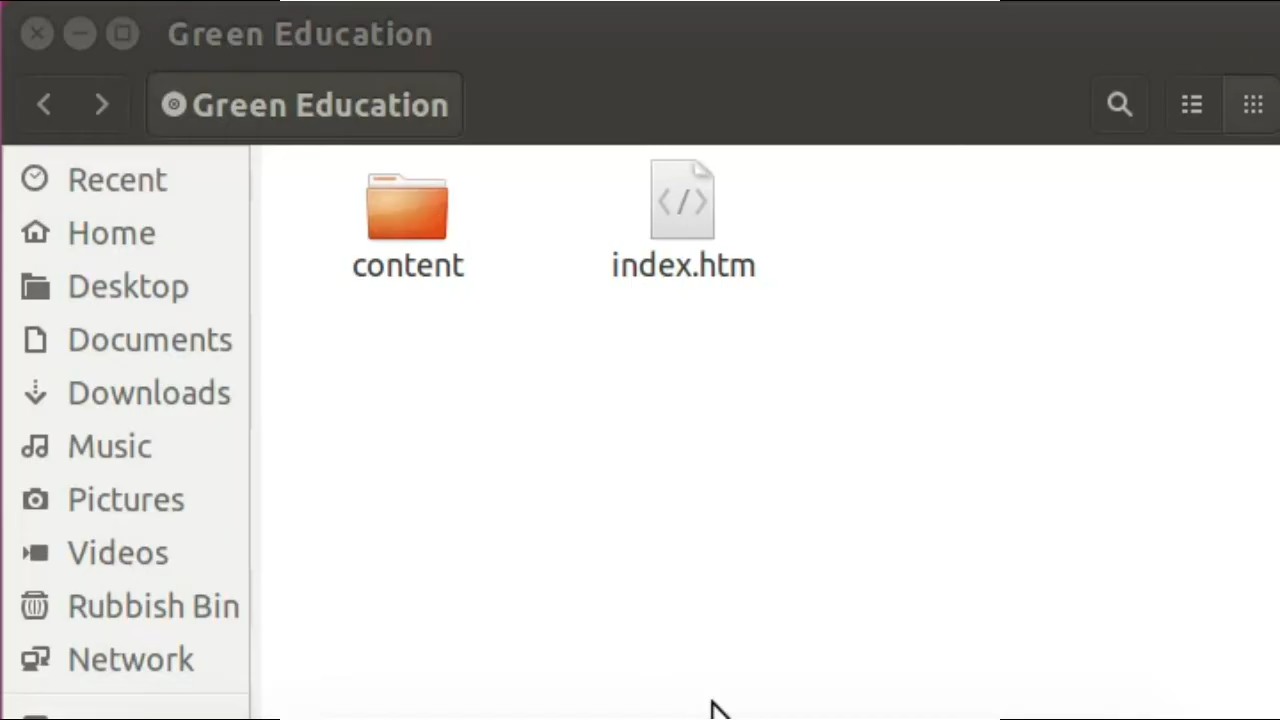 Green Education
Green Education
Recent
Home
Desktop
Documents
Downloads
Music
Pictures
Videos
Rubbish Bin
Network
content
index.htm